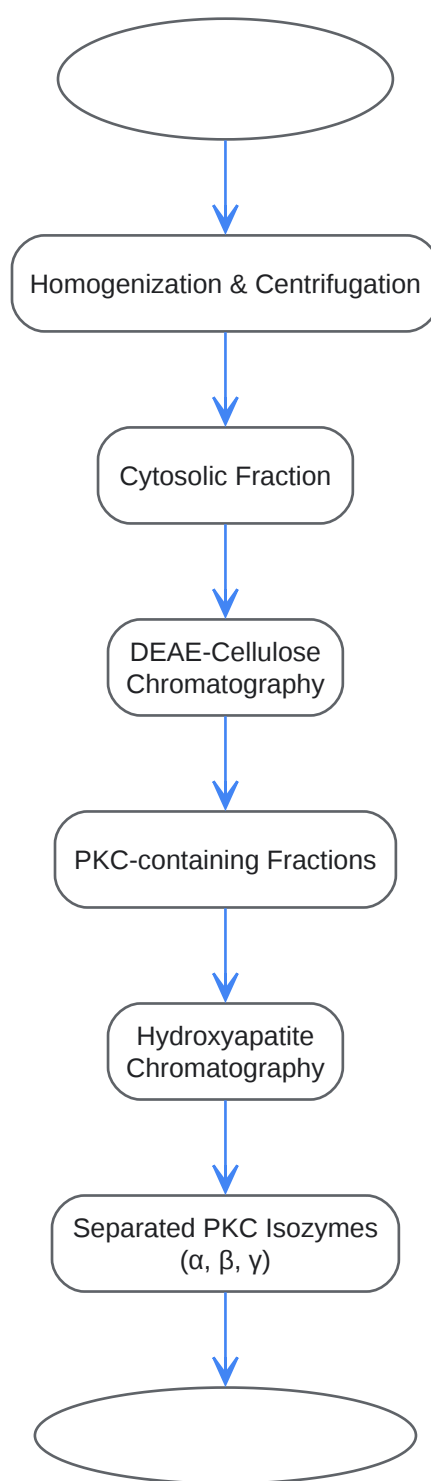 Homogenization & Centrifugation
Cytosolic Fraction
DEAE-Cellulose
Chromatography
PKC-containing Fractions
Hydroxyapatite
Chromatography
Separated PKC Isozymes
(α, β, γ)